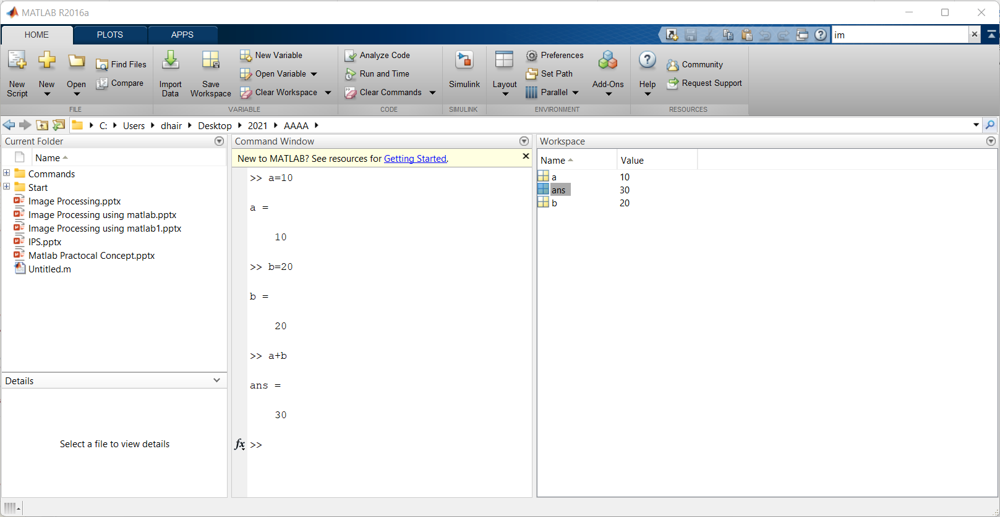 MATLAB R2016a
HOME PLOTS APPS
im
New Script
New
Open
Find Files
Compare
FILE
Import Data
Save Workspace
New Variable
Open Variable
Clear Workspace
VARIABLE
Analyze Code
Run and Time
Clear Commands
CODE
Simulink
SIMULINK
Layout
Preferences
Set Path
Parallel
Add-Ons
ENVIRONMENT
Help
Community
Request Support
RESOURCES
C: Users dhair Desktop 2021 AAAA
Current Folder
Name
Commands
Start
Image Processing.pptx
Image Processing using matlab.pptx
Image Processing using matlab1.pptx
IPS.pptx
Matlab Practocal Concept.pptx
Untitled.m
Details
Select a file to view details
Command Window
New to MATLAB? See resources for Getting Started.
>> a=10
a =
10
>> b=20
b =
20
>> a+b
ans =
30
fx >>
Workspace
Name Value
a 10
ans 30
b 20